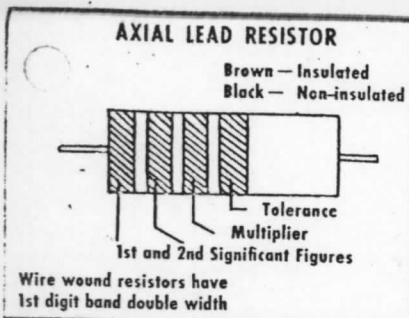 AXIAL LEAD RESISTOR
Brown — Insulated
Black — Non-insulated
Tolerance
Multiplier
1st and 2nd Significant Figures
Wire wound resistors have
1st digit band double width